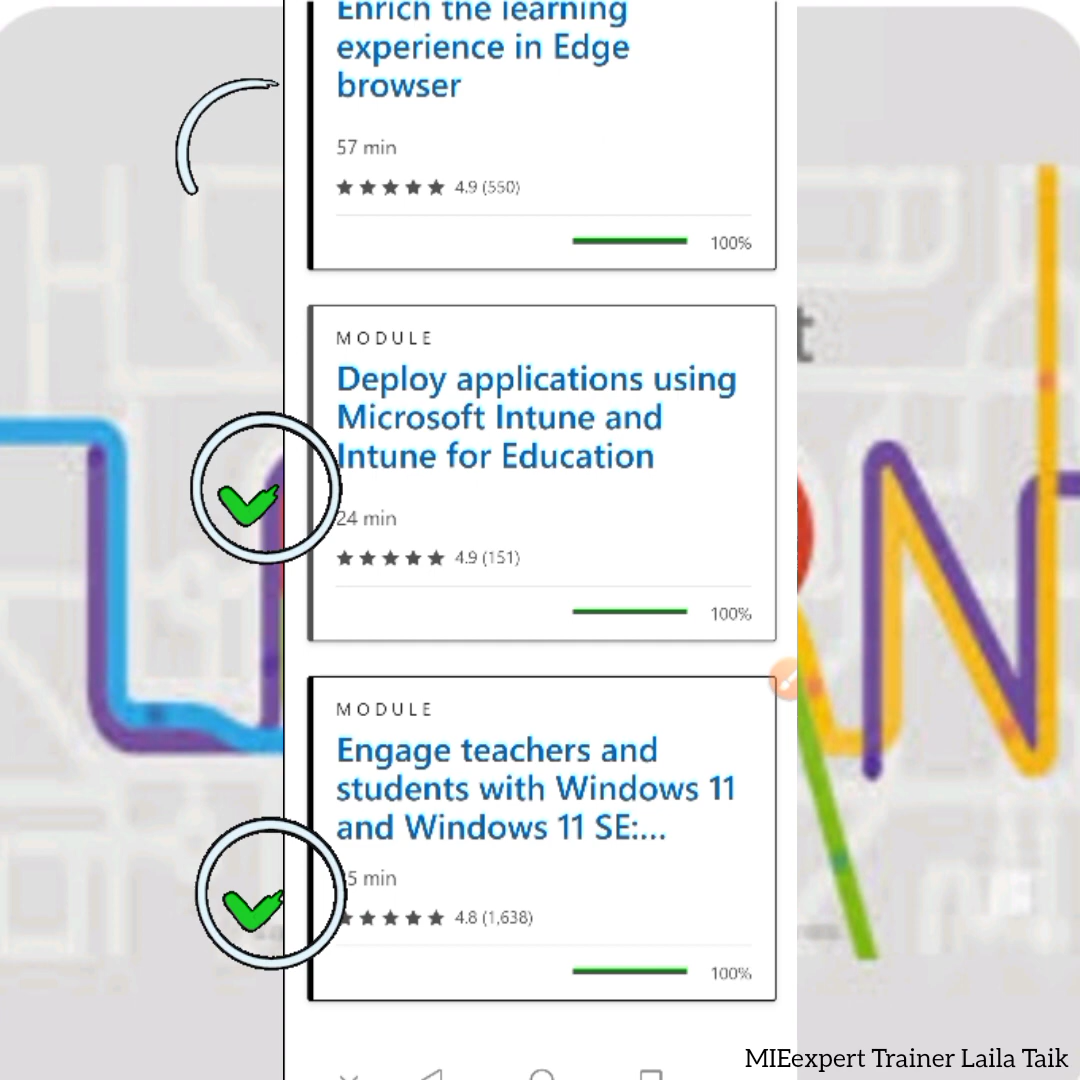 Enrich the learning
experience in Edge
browser
57 min
4.9 (550)
100%
MODULE
Deploy applications using
Microsoft Intune and
Intune for Education
24 min
4.9 (151)
100%
MODULE
Engage teachers and
students with Windows 11
and Windows 11 SE:...
5 min
4.8 (1,638)
100%
MIEexpert Trainer Laila Taik